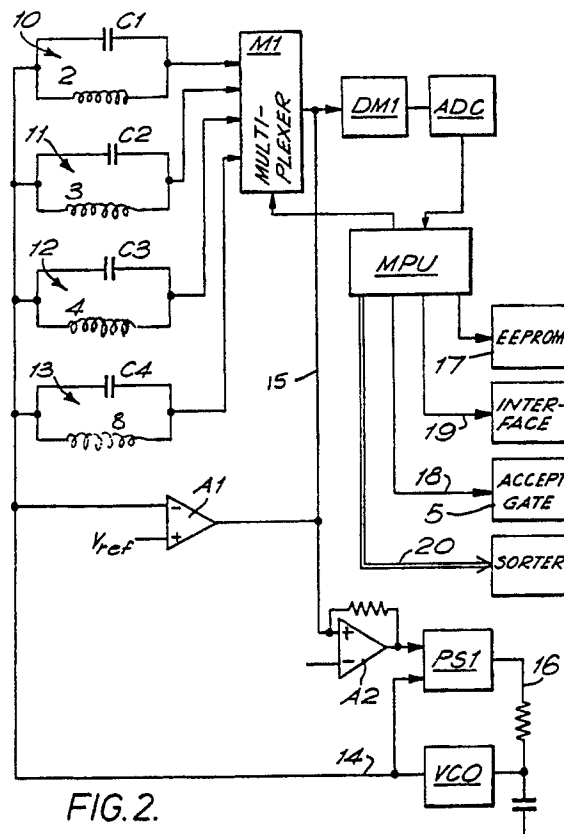 10
C1
2
M1
MULTI-
PLEXER
DM1
ADC
11
C2
3
12
C3
4
MPU
13
C4
8
15
EEPROM
17
INTER-
FACE
19
A1
Vref
18
ACCEPT
GATE
5
20
SORTER
A2
PS1
16
14
VCO
FIG.2.
- + + -